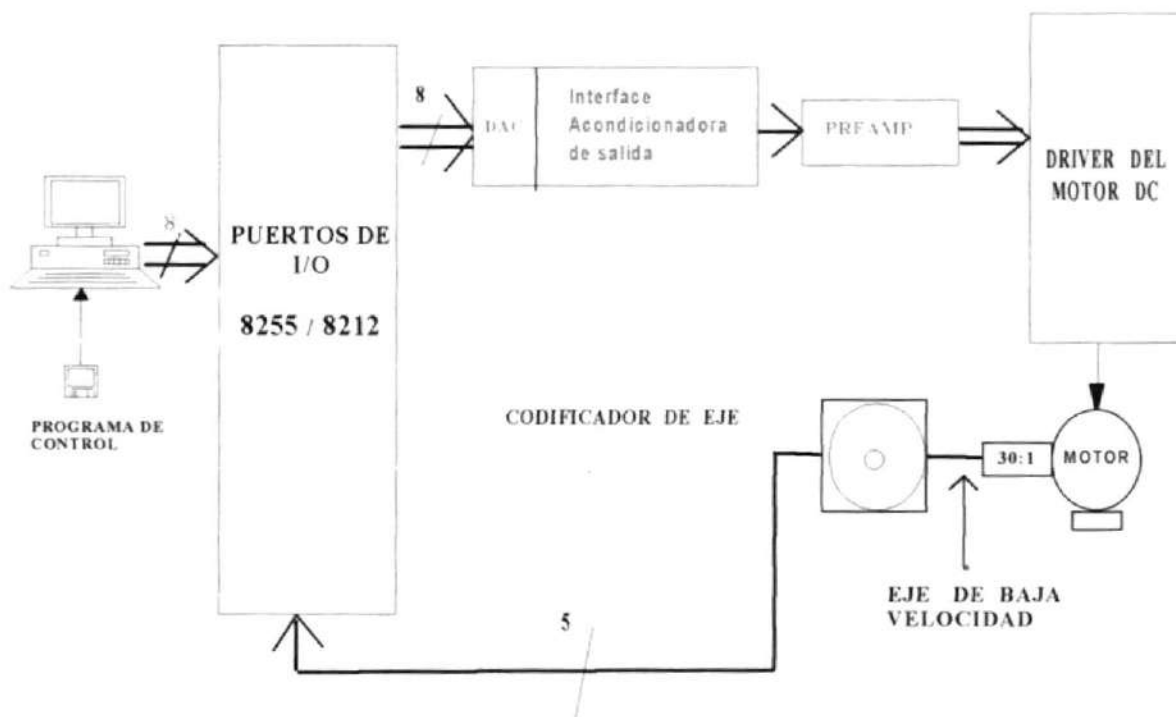 8
8
PUERTOS DE
I/O
8255 / 8212
DAC
Interface
Acondicionadora
de salida
PREAMP
DRIVER DEL
MOTOR DC
PROGRAMA DE
CONTROL
CODIFICADOR DE EJE
30:1
MOTOR
EJE DE BAJA
VELOCIDAD
5